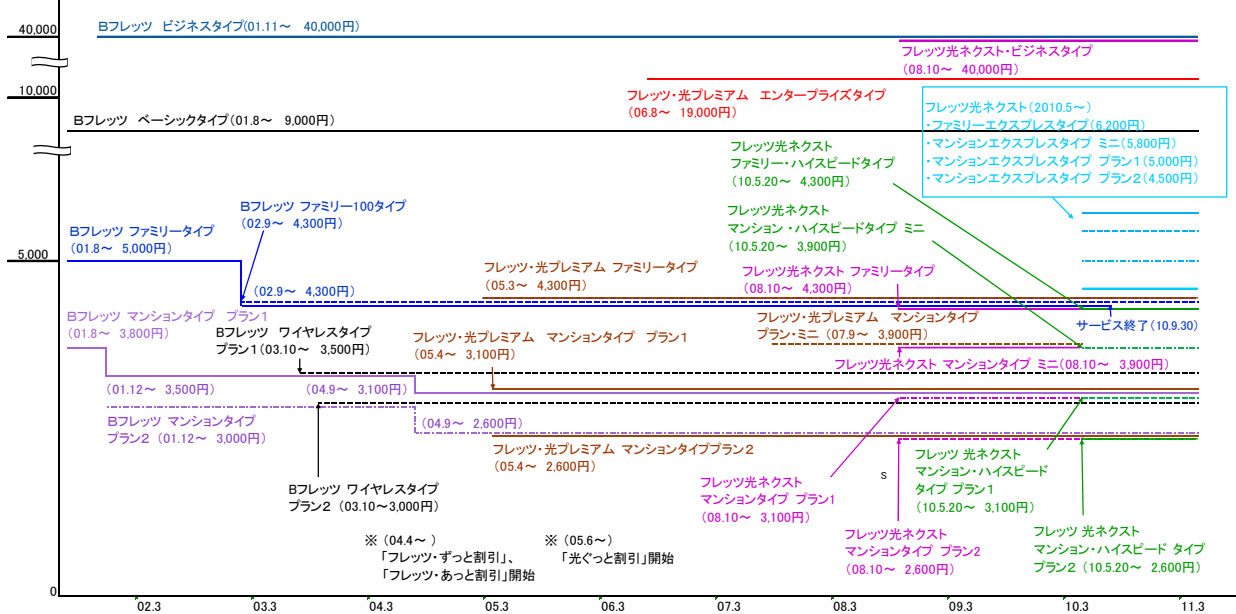 40,000
10,000
5,000
0
Bフレッツ ビジネスタイプ(01.11～ 40,000円)
フレッツ光ネクスト・ビジネスタイプ
(08.10～ 40,000円)
フレッツ・光プレミアム エンタープライズタイプ
(06.8～ 19,000円)
Bフレッツ ベーシックタイプ(01.8～ 9,000円)
フレッツ光ネクスト(2010.5～)
・ファミリーエクスプレスタイプ(6,200円)
・マンションエクスプレスタイプ ミニ(5,800円)
・マンションエクスプレスタイプ プラン1(5,000円)
・マンションエクスプレスタイプ プラン2(4,500円)
フレッツ光ネクスト
ファミリー・ハイスピードタイプ
(10.5.20～ 4,300円)
フレッツ光ネクスト
マンション・ハイスピードタイプ ミニ
(10.5.20～ 3,900円)
Bフレッツ ファミリー100タイプ
(02.9～ 4,300円)
Bフレッツ ファミリータイプ
(01.8～ 5,000円)
(02.9～ 4,300円)
フレッツ・光プレミアム ファミリータイプ
(05.3～ 4,300円)
フレッツ光ネクスト ファミリータイプ
(08.10～ 4,300円)
サービス終了(10.9.30)
Bフレッツ マンションタイプ プラン1
(01.8～ 3,800円)
Bフレッツ ワイヤレスタイプ
プラン1(03.10～ 3,500円)
フレッツ・光プレミアム マンションタイプ プラン1
(05.4～ 3,100円)
フレッツ・光プレミアム マンションタイプ
プラン・ミニ (07.9～ 3,900円)
フレッツ光ネクスト マンションタイプ ミニ(08.10～ 3,900円)
(01.12～ 3,500円)
(04.9～ 3,100円)
Bフレッツ マンションタイプ
プラン2 (01.12～ 3,000円)
(04.9～ 2,600円)
フレッツ・光プレミアム マンションタイププラン2
(05.4～ 2,600円)
Bフレッツ ワイヤレスタイプ
プラン2 (03.10～3,000円)
フレッツ光ネクスト
マンションタイプ プラン1
(08.10～ 3,100円)
s
フレッツ 光ネクスト
マンション・ハイスピード
タイプ プラン1
(10.5.20～ 3,100円)
フレッツ光ネクスト
マンションタイプ プラン2
(08.10～ 2,600円)
フレッツ 光ネクスト
マンション・ハイスピード タイプ
プラン2 (10.5.20～ 2,600円)
※ (04.4～ )
「フレッツ・ずっと割引」、
「フレッツ・あっと割引」開始
※ (05.6～)
「光ぐっと割引」開始
02.3
03.3
04.3
05.3
06.3
07.3
08.3
09.3
10.3
11.3